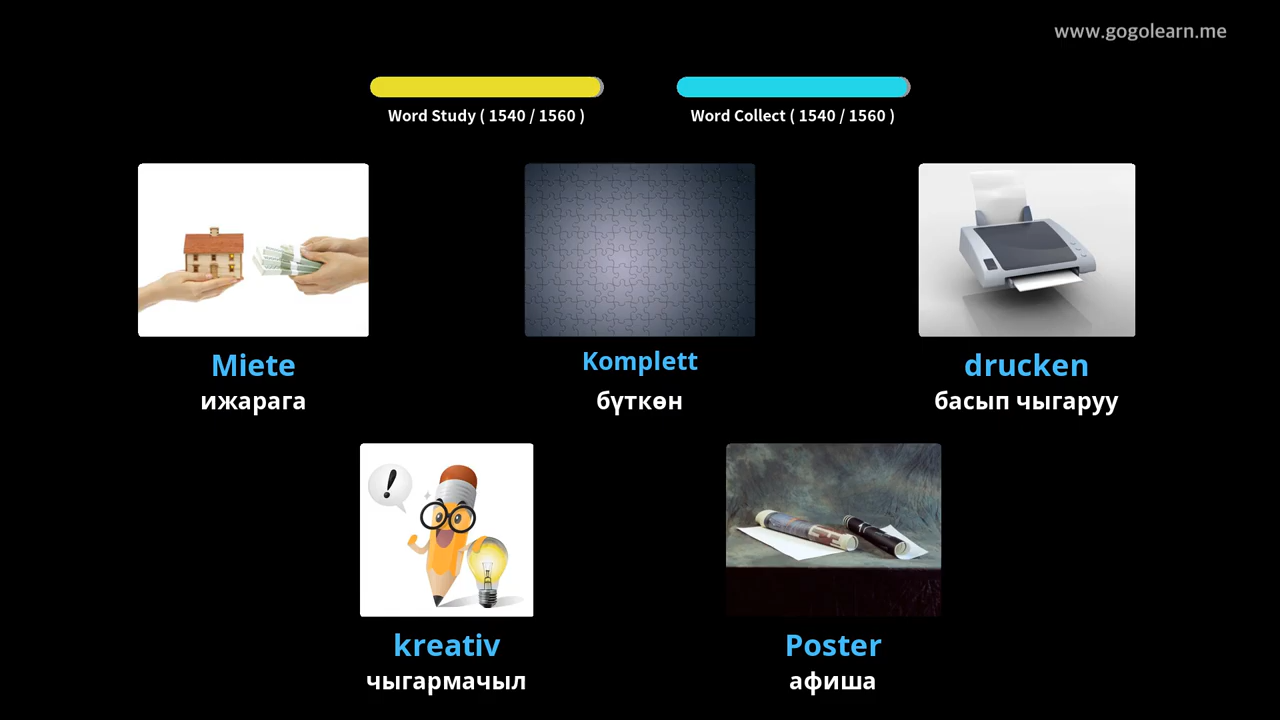 www.gogolearn.me
Word Study ( 1540 / 1560 )
Word Collect ( 1540 / 1560 )
Miete
ижарага
Komplett
бүткөн
drucken
басып чыгаруу
kreativ
чыгармачыл
Poster
афиша